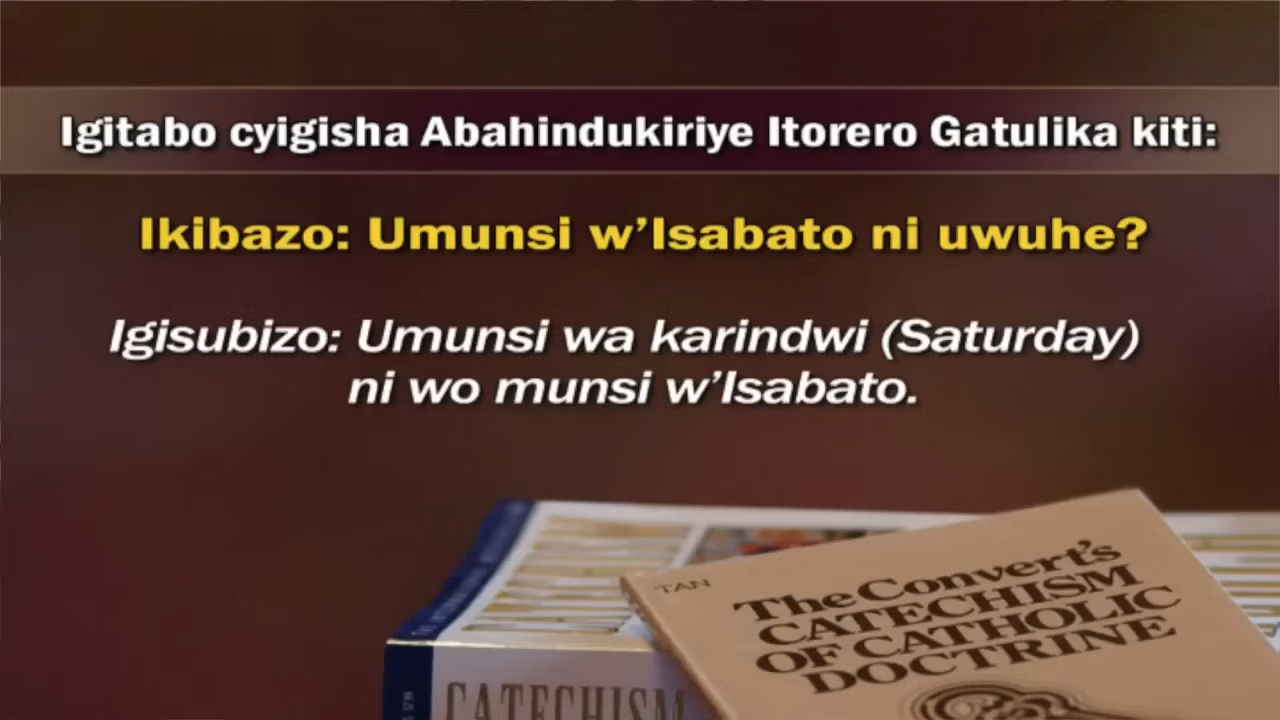 Igitabo cyigisha Abahindukiriye Itorero Gatulika kiti:
Ikibazo: Umunsi w’Isabato ni uwuhe?
Igisubizo: Umunsi wa karindwi (Saturday)
ni wo munsi w’Isabato.
TAN
The Convert's
CATECHISM
OF CATHOLIC
DOCTRINE
CATECHISM